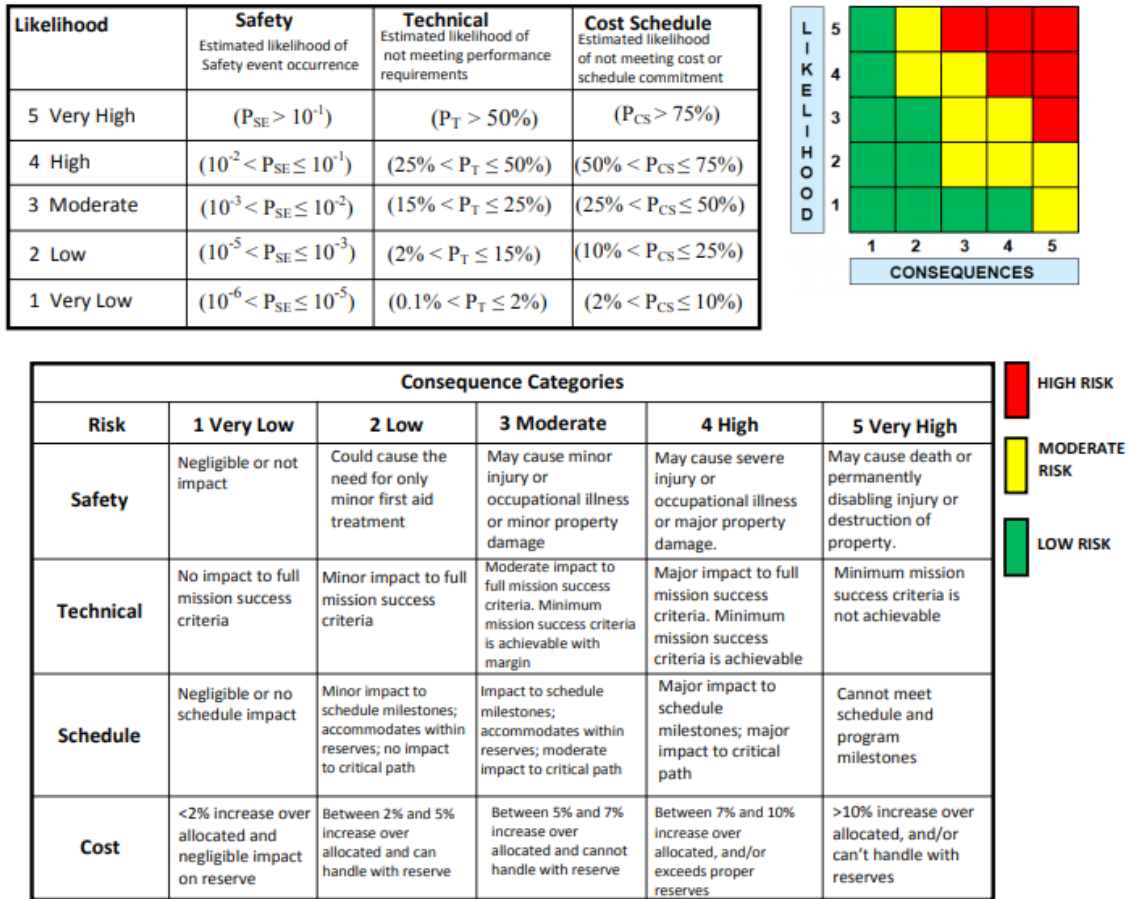 Likelihood
Safety
Estimated likelihood of
Safety event occurrence
Technical
Estimated likelihood of
not meeting performance
requirements
Cost Schedule
Estimated likelihood
of not meeting cost or
schedule commitment
5 Very High
(P_SE > 10^-1)
(P_T > 50%)
(P_CS > 75%)
4 High
(10^-2 < P_SE ≤ 10^-1)
(25% < P_T ≤ 50%)
(50% < P_CS ≤ 75%)
3 Moderate
(10^-3 < P_SE ≤ 10^-2)
(15% < P_T ≤ 25%)
(25% < P_CS ≤ 50%)
2 Low
(10^-5 < P_SE ≤ 10^-3)
(2% < P_T ≤ 15%)
(10% < P_CS ≤ 25%)
1 Very Low
(10^-6 < P_SE ≤ 10^-5)
(0.1% < P_T ≤ 2%)
(2% < P_CS ≤ 10%)
LIKELIHOOD
5
4
3
2
1
1 2 3 4 5
CONSEQUENCES
Consequence Categories
Risk
1 Very Low
2 Low
3 Moderate
4 High
5 Very High
Safety
Negligible or not
impact
Could cause the
need for only
minor first aid
treatment
May cause minor
injury or
occupational illness
or minor property
damage
May cause severe
injury or
occupational illness
or major property
damage.
May cause death or
permanently
disabling injury or
destruction of
property.
Technical
No impact to full
mission success
criteria
Minor impact to full
mission success
criteria
Moderate impact to
full mission success
criteria. Minimum
mission success criteria
is achievable with
margin
Major impact to full
mission success
criteria. Minimum
mission success
criteria is achievable
Minimum mission
success criteria is
not achievable
Schedule
Negligible or no
schedule impact
Minor impact to
schedule milestones;
accommodates within
reserves; no impact
to critical path
Impact to schedule
milestones;
accommodates within
reserves; moderate
impact to critical path
Major impact to
schedule
milestones; major
impact to critical
path
Cannot meet
schedule and
program
milestones
Cost
<2% increase over
allocated and
negligible impact
on reserve
Between 2% and 5%
increase over
allocated and can
handle with reserve
Between 5% and 7%
increase over
allocated and cannot
handle with reserve
Between 7% and 10%
increase over
allocated, and/or
exceeds proper
reserves
>10% increase over
allocated, and/or
can't handle with
reserves
HIGH RISK
MODERATE
RISK
LOW RISK